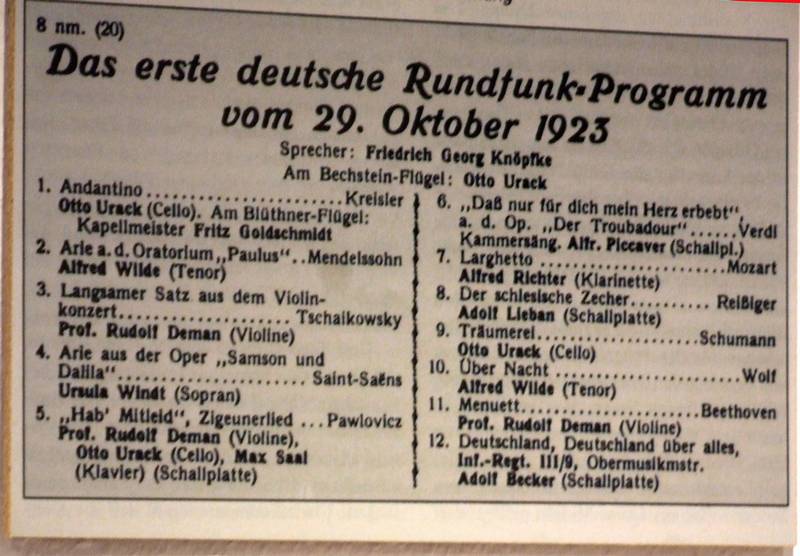 8 nm. (20)
Das erste deutsche Rundfunk-Programm
vom 29. Oktober 1923
Sprecher: Friedrich Georg Knöpfke
Am Bechstein-Flügel: Otto Urack
1. Andantino ........................ Kreisler
Otto Urack (Cello). Am Blüthner-Flügel:
Kapellmeister Fritz Goldschmidt
2. Arie a. d. Oratorium „Paulus“ .. Mendelssohn
Alfred Wilde (Tenor)
3. Langsamer Satz aus dem Violin-
konzert ..................... Tschaikowsky
Prof. Rudolf Deman (Violine)
4. Arie aus der Oper „Samson und
Dalila“ ....................... Saint-Saëns
Ursula Windt (Sopran)
5. „Hab' Mitleid“, Zigeunerlied ... Pawlovicz
Prof. Rudolf Deman (Violine),
Otto Urack (Cello), Max Saal
(Klavier) (Schallplatte)
6. „Daß nur für dich mein Herz erbebt“,
a. d. Op. „Der Troubadour“ ...... Verdi
Kammersäng. Alfr. Piccaver (Schallpl.)
7. Larghetto ....................... Mozart
Alfred Richter (Klarinette)
8. Der schlesische Zecher .......... Reißiger
Adolf Lieban (Schallplatte)
9. Träumerei .................... Schumann
Otto Urack (Cello)
10. Über Nacht ...................... Wolf
Alfred Wilde (Tenor)
11. Menuett ...................... Beethoven
Prof. Rudolf Deman (Violine)
12. Deutschland, Deutschland über alles,
Inf.-Regt. III/9, Obermusikmstr.
Adolf Becker (Schallplatte)